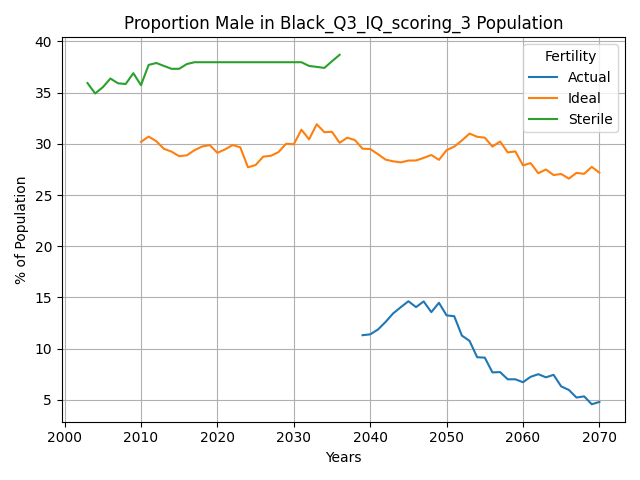 Proportion Male in Black_Q3_IQ_scoring_3 Population
% of Population
40
35
30
25
20
15
10
5
Fertility
Actual
Ideal
Sterile
2000 2010 2020 2030 2040 2050 2060 2070
Years